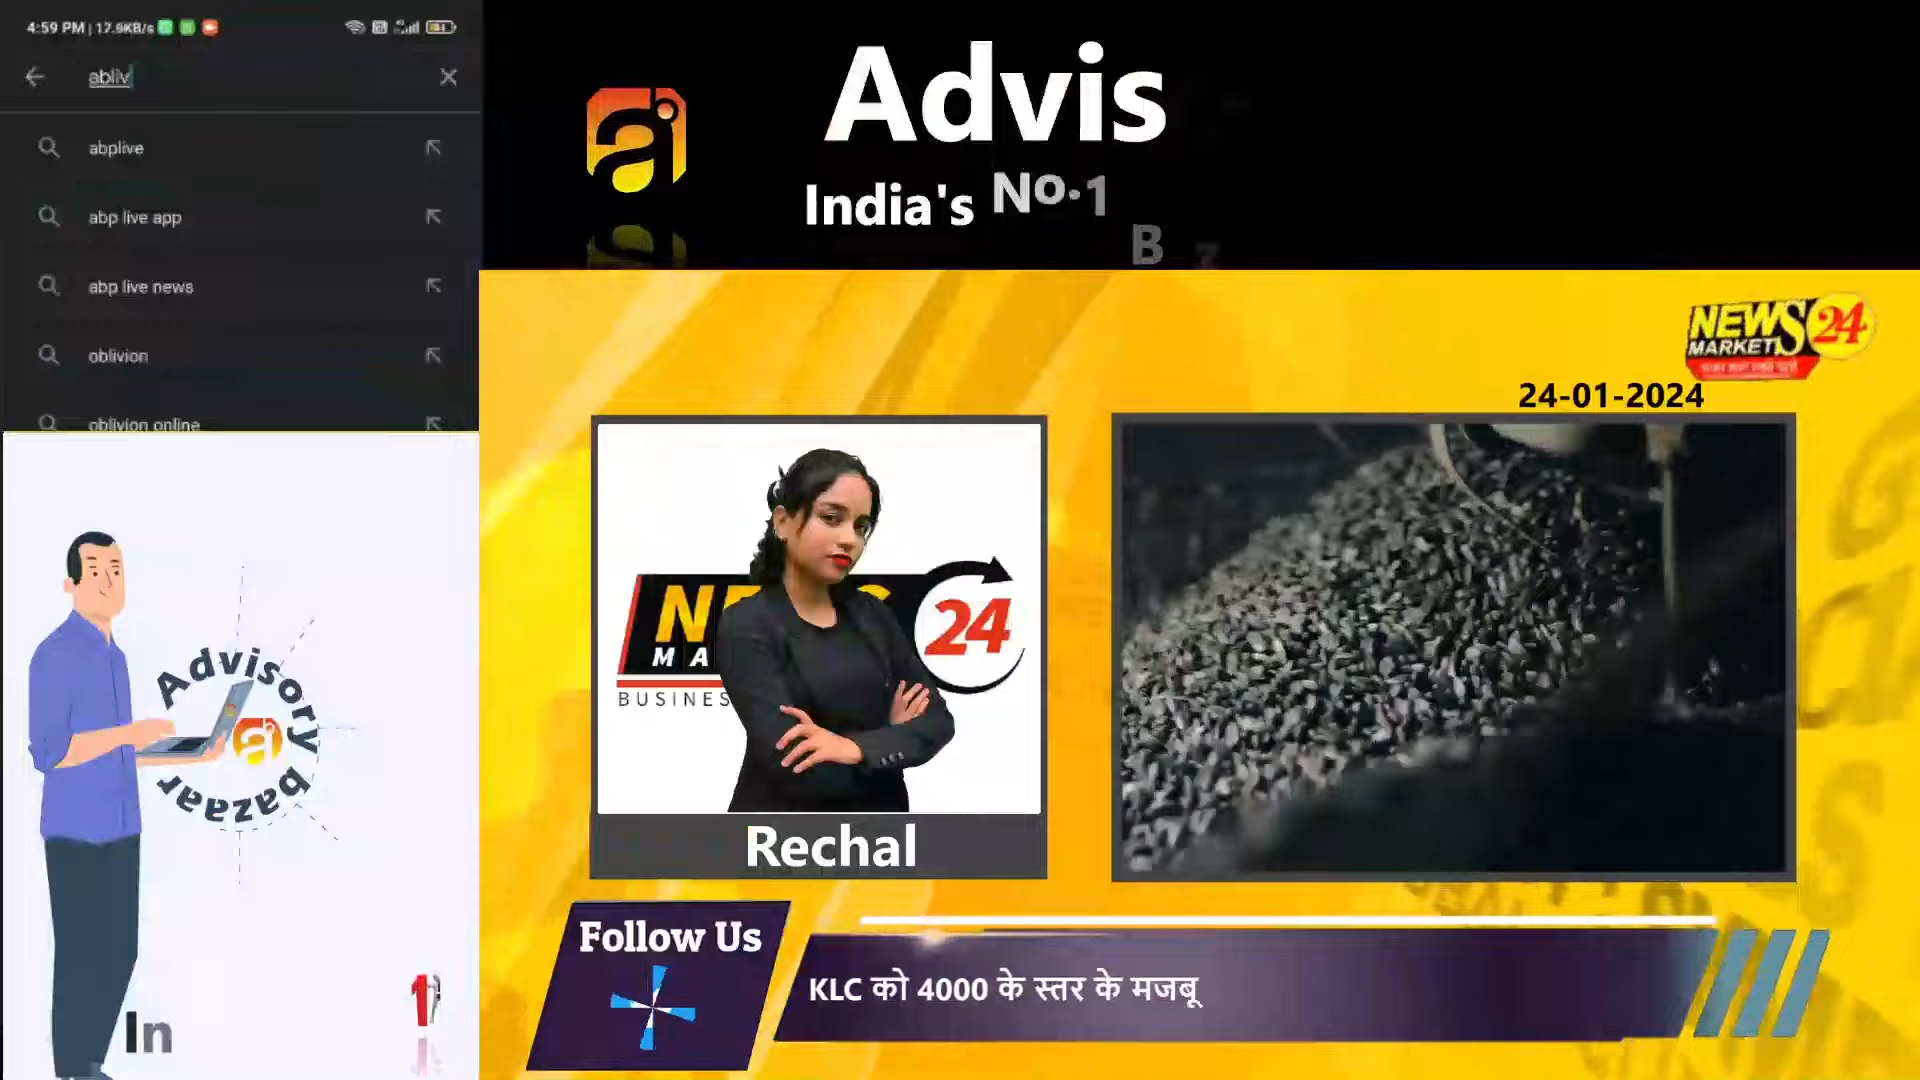 4:59 PM | 17.9KB/s
abliv
abplive
abp live app
abp live news
oblivion
oblivion online
Advis
India's No.1
B
NEWS 24
MARKET
24-01-2024
24
MA
BUSINES
Rechal
Advisory bazaar
In
Follow Us
KLC को 4000 के स्तर के मजबू